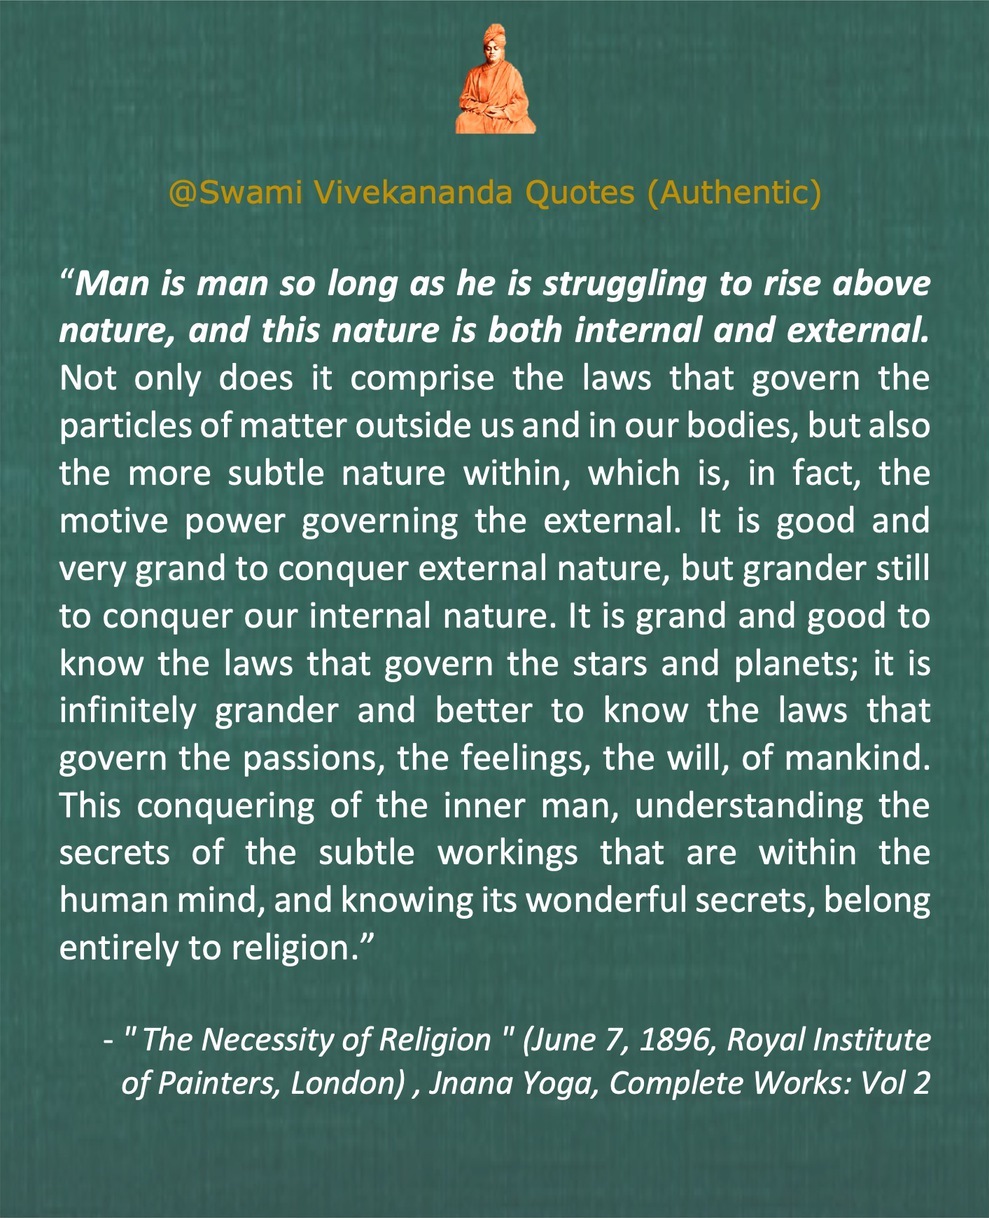 @Swami Vivekananda Quotes (Authentic)
“Man is man so long as he is struggling to rise above
nature, and this nature is both internal and external.
Not only does it comprise the laws that govern the
particles of matter outside us and in our bodies, but also
the more subtle nature within, which is, in fact, the
motive power governing the external. It is good and
very grand to conquer external nature, but grander still
to conquer our internal nature. It is grand and good to
know the laws that govern the stars and planets; it is
infinitely grander and better to know the laws that
govern the passions, the feelings, the will, of mankind.
This conquering of the inner man, understanding the
secrets of the subtle workings that are within the
human mind, and knowing its wonderful secrets, belong
entirely to religion.”
- " The Necessity of Religion " (June 7, 1896, Royal Institute
of Painters, London) , Jnana Yoga, Complete Works: Vol 2